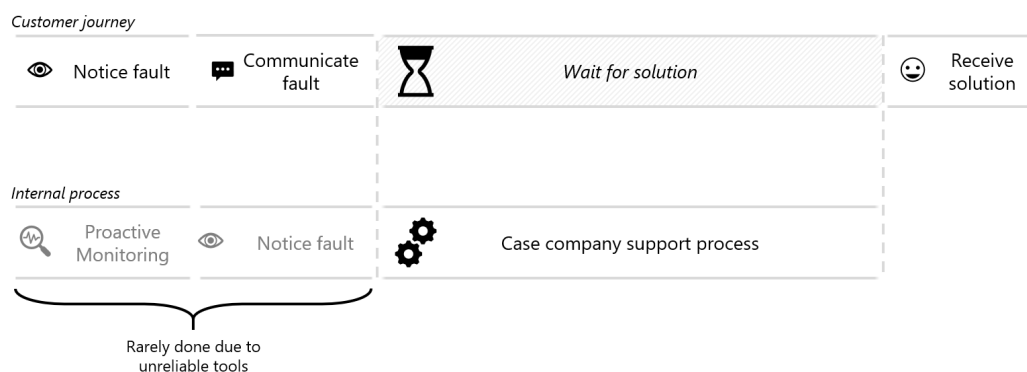 Customer journey
Notice fault
Communicate
fault
Wait for solution
Receive
solution
Internal process
Proactive
Monitoring
Notice fault
Case company support process
Rarely done due to
unreliable tools